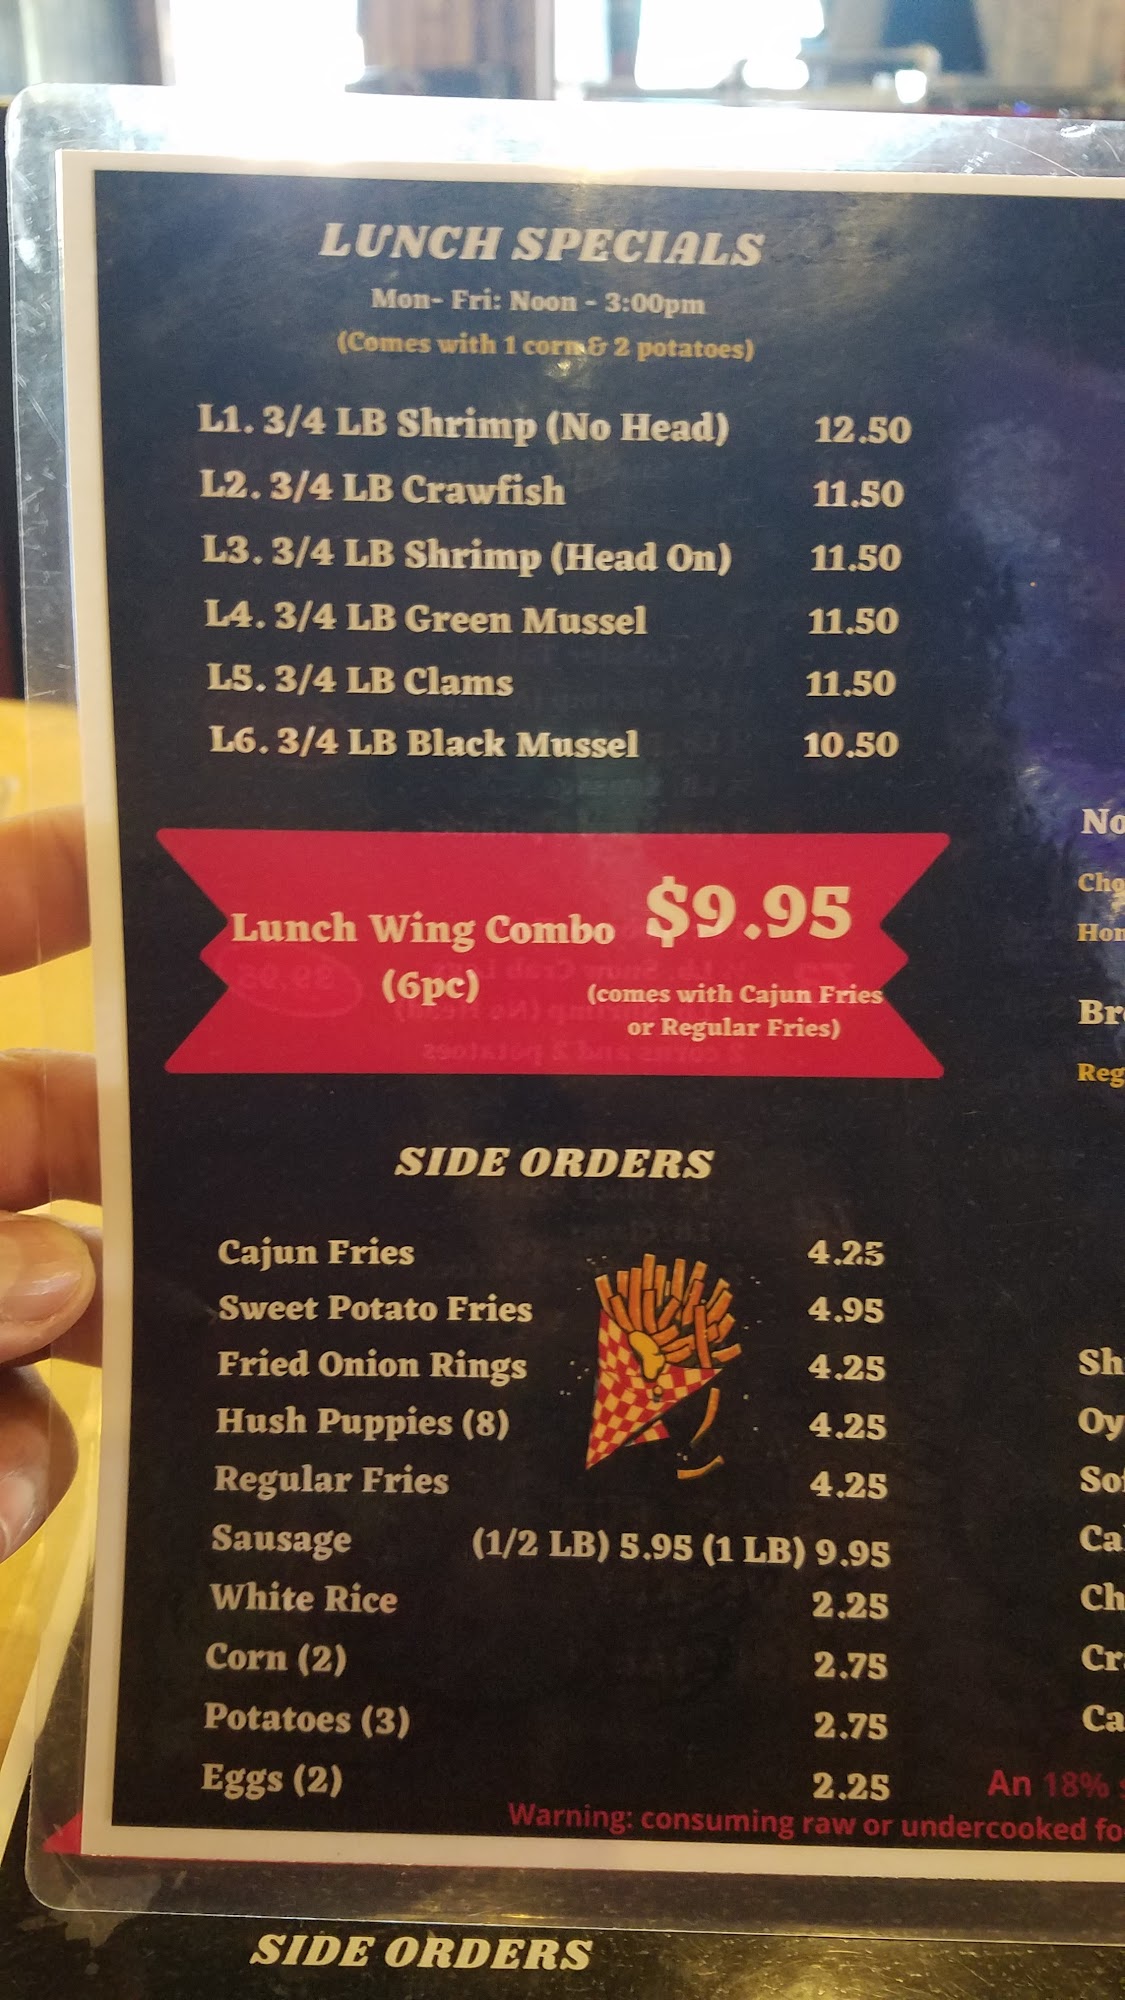 LUNCH SPECIALS
Mon- Fri: Noon - 3:00pm
(Comes with 1 corn & 2 potatoes)
L1. 3/4 LB Shrimp (No Head) 12.50
L2. 3/4 LB Crawfish 11.50
L3. 3/4 LB Shrimp (Head On) 11.50
L4. 3/4 LB Green Mussel 11.50
L5. 3/4 LB Clams 11.50
L6. 3/4 LB Black Mussel 10.50
Lunch Wing Combo $9.95
(6pc) (comes with Cajun Fries
or Regular Fries)
SIDE ORDERS
Cajun Fries 4.25
Sweet Potato Fries 4.95
Fried Onion Rings 4.25
Hush Puppies (8) 4.25
Regular Fries 4.25
Sausage (1/2 LB) 5.95 (1 LB) 9.95
White Rice 2.25
Corn (2) 2.75
Potatoes (3) 2.75
Eggs (2) 2.25
An 18%
Warning: consuming raw or undercooked
SIDE ORDERS